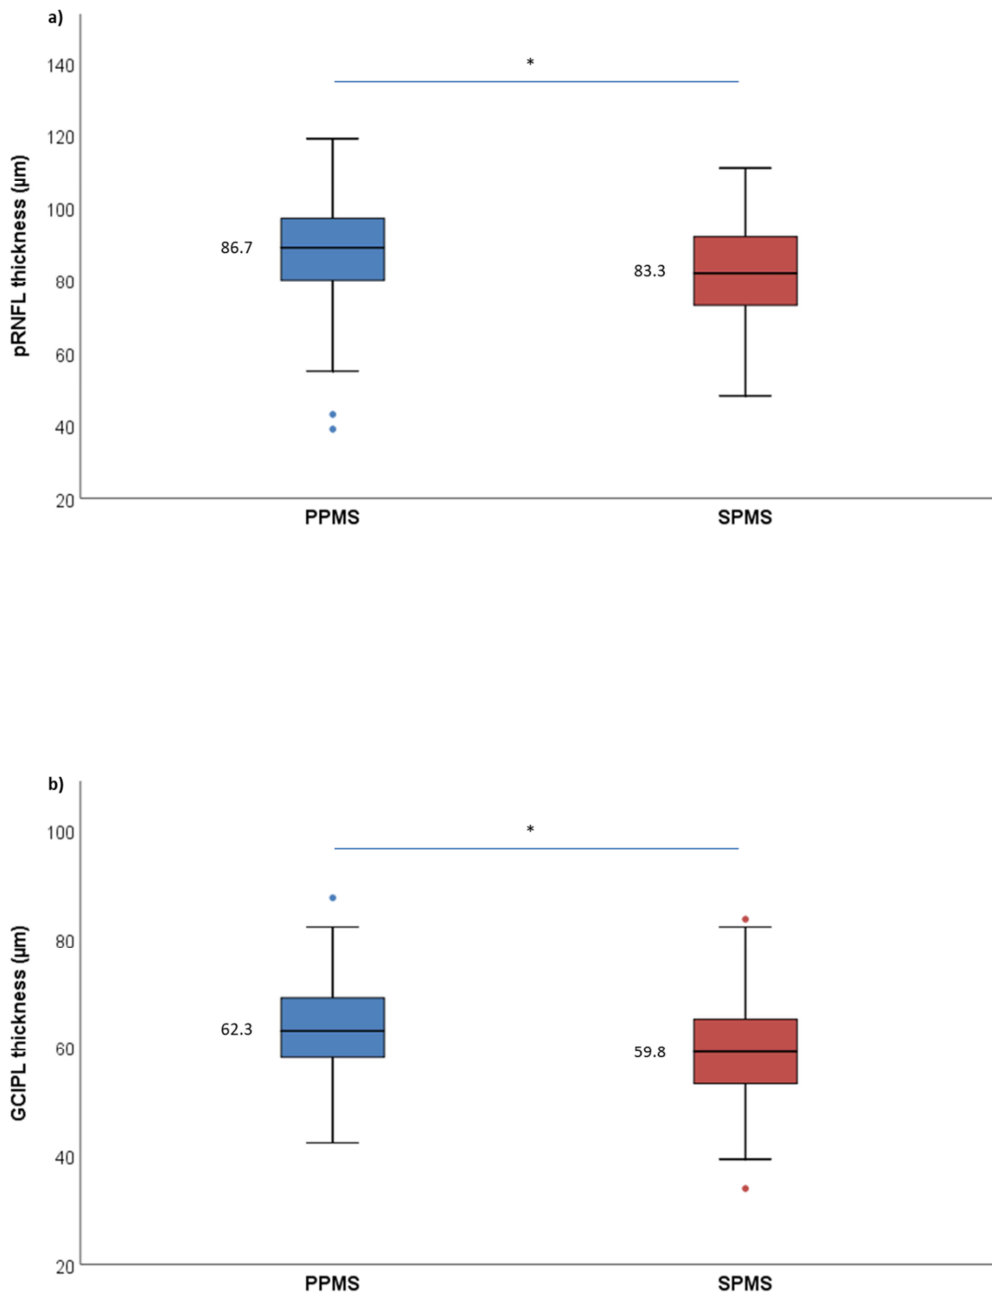 a)
140
*
120
100
86.7
83.3
80
60
40
20
pRNFL thickness (µm)
PPMS
SPMS
b)
100
*
80
62.3
60
59.8
40
20
GCIPL thickness (µm)
PPMS
SPMS